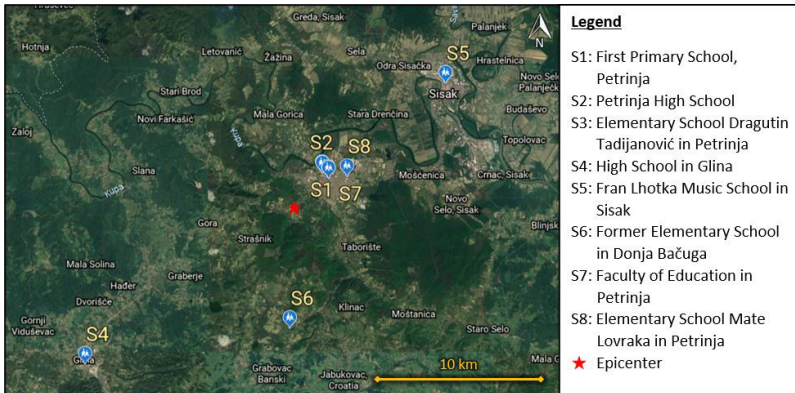 Greda, Sisak
Palanjek
Hotnja
Letovanić
Žažina
Sela
S5
Odra Sisačka
Hrastelnica
Sisak
Novo Selo
Palanječko
Stari Brod
Budaševo
Novi Farkašić
Mala Gorica
Stara Drenčina
Zaloj
Kupa
S2
S8
Topolovac
Slana
Mošćenica
Crnac, Sisak
Kupa
S1
S7
Novo
Selo, Sisak
Gora
Blinjsk
Strašnik
Taborište
Mala Solina
Graberje
Hađer
Dvorišće
S6
Klinac
Gornji
Viduševac
Moštanica
Staro Selo
S4
Mala G
Grabovac
Banski
Jabukovac,
Croatia
10 km
N
Legend
S1: First Primary School,
Petrinja
S2: Petrinja High School
S3: Elementary School Dragutin
Tadijanović in Petrinja
S4: High School in Glina
S5: Fran Lhotka Music School in
Sisak
S6: Former Elementary School
in Donja Bačuga
S7: Faculty of Education in
Petrinja
S8: Elementary School Mate
Lovraka in Petrinja
Epicenter